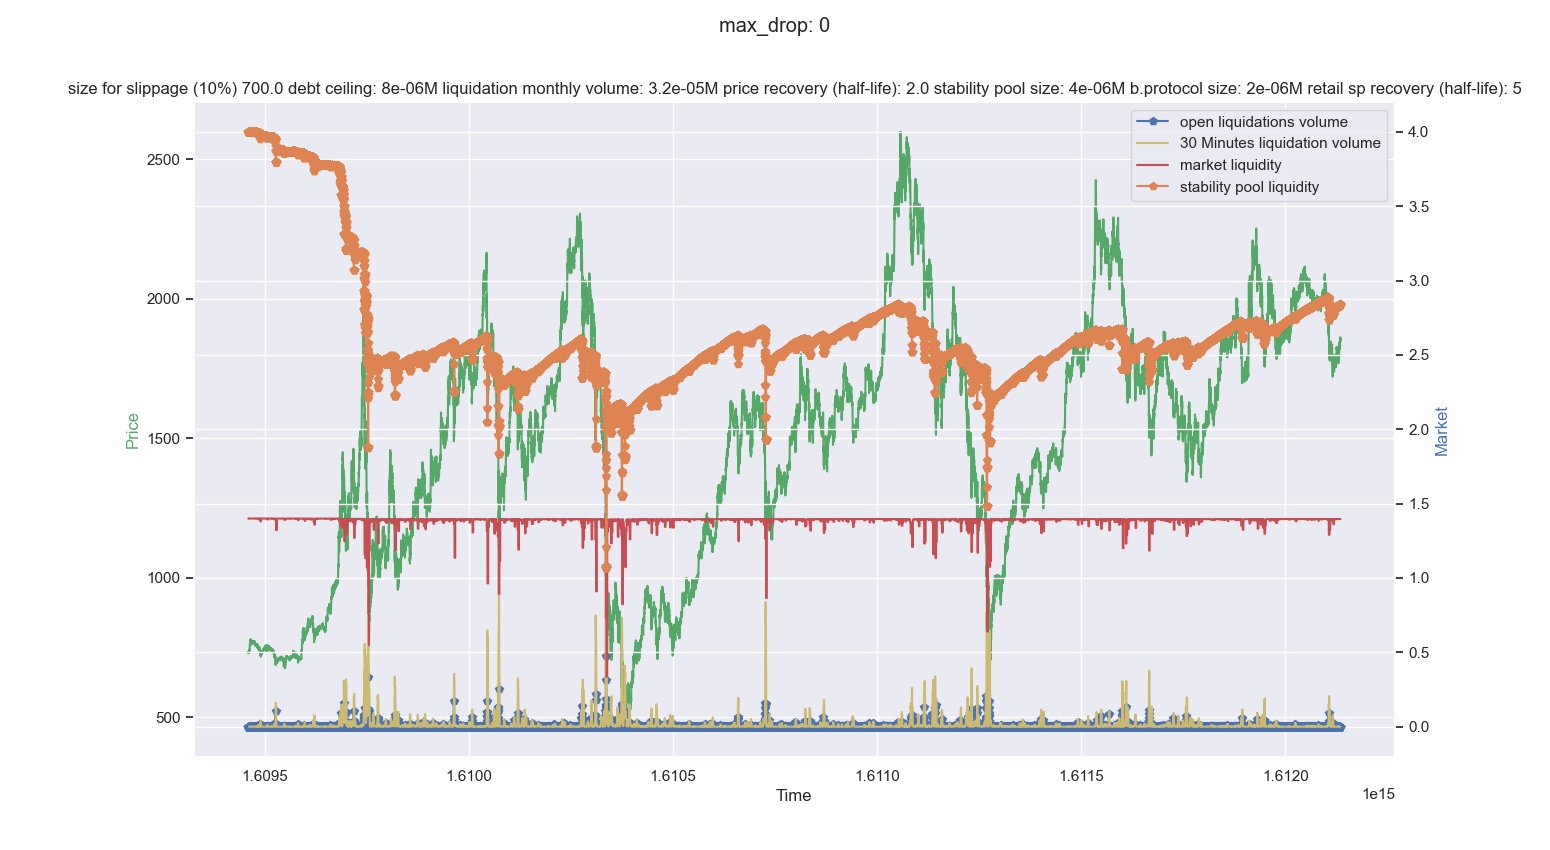 max_drop: 0
size for slippage (10%) 700.0 debt ceiling: 8e-06M liquidation monthly volume: 3.2e-05M price recovery (half-life): 2.0 stability pool size: 4e-06M b.protocol size: 2e-06M retail sp recovery (half-life): 5
open liquidations volume
30 Minutes liquidation volume
market liquidity
stability pool liquidity
2500
2000
1500
1000
500
Price
4.0
3.5
3.0
2.5
2.0
1.5
1.0
0.5
0.0
Market
1.6095
1.6100
1.6105
1.6110
1.6115
1.6120
Time
1e15